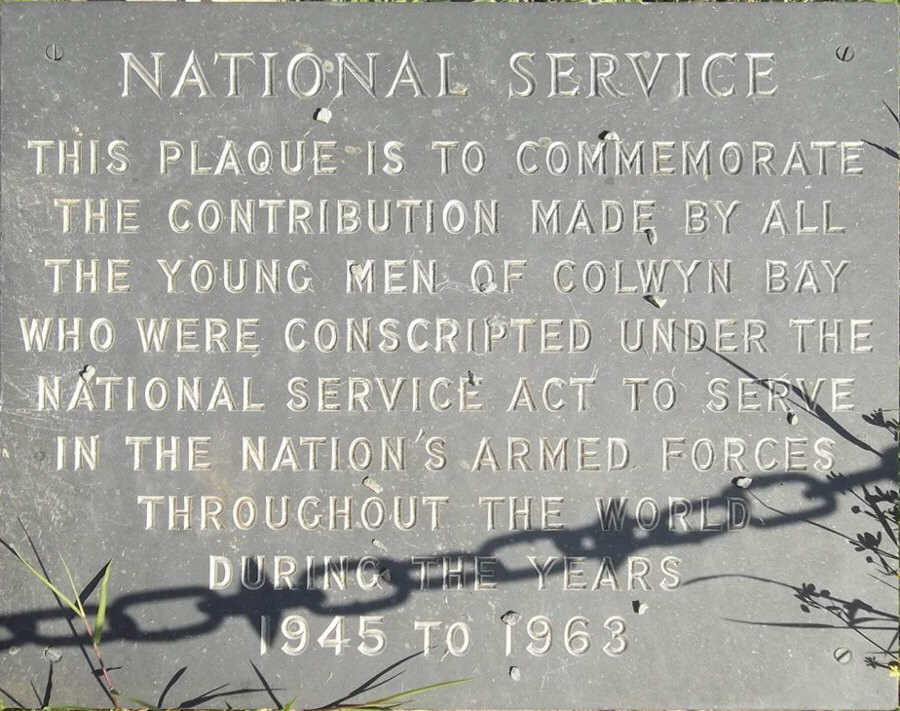 NATIONAL SERVICE
THIS PLAQUE IS TO COMMEMORATE
THE CONTRIBUTION MADE BY ALL
THE YOUNG MEN OF COLWYN BAY
WHO WERE CONSCRIPTED UNDER THE
NATIONAL SERVICE ACT TO SERVE
IN THE NATION'S ARMED FORCES
THROUGHOUT THE WORLD
DURING THE YEARS
1945 TO 1963